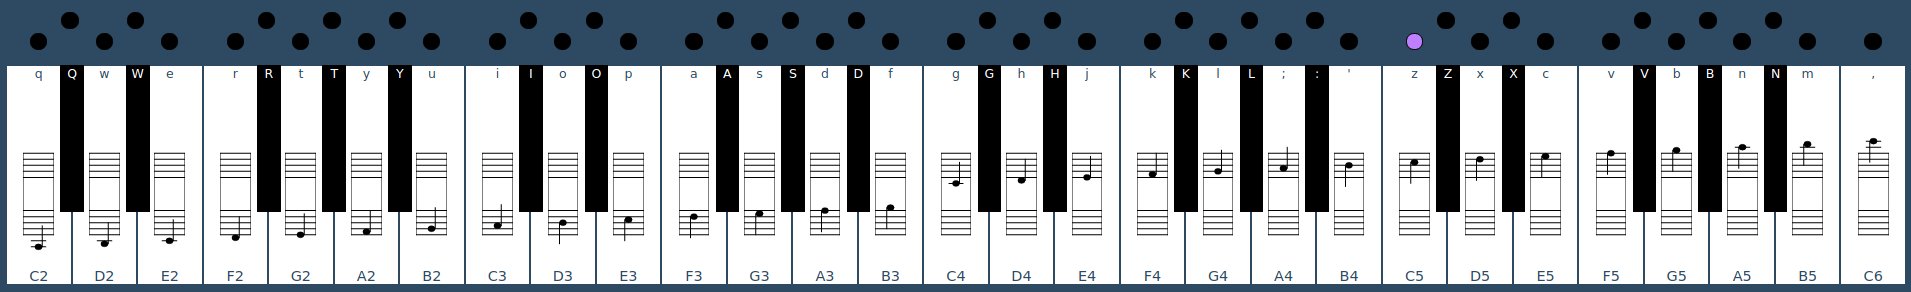 q Q w W e r R t T y Y u i I o O p a A s S d D f g G h H j k K l L ; : ' z Z x X c v V b B n N m ,
C2 D2 E2 F2 G2 A2 B2 C3 D3 E3 F3 G3 A3 B3 C4 D4 E4 F4 G4 A4 B4 C5 D5 E5 F5 G5 A5 B5 C6